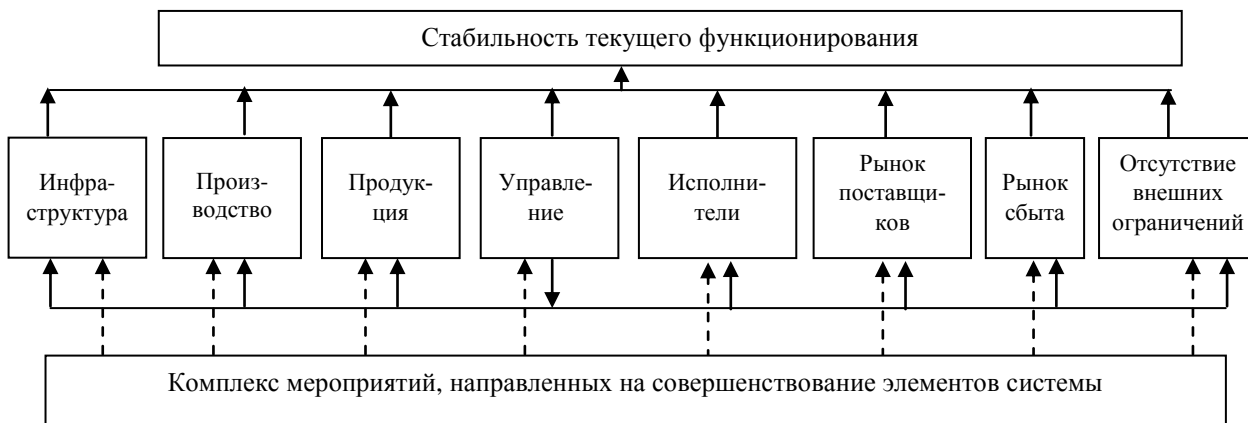 Стабильность текущего функционирования
Инфра-
структура
Произ-
водство
Продук-
ция
Управле-
ние
Исполни-
тели
Рынок
поставщи-
ков
Рынок
сбыта
Отсутствие
внешних
ограничений
Комплекс мероприятий, направленных на совершенствование элементов системы